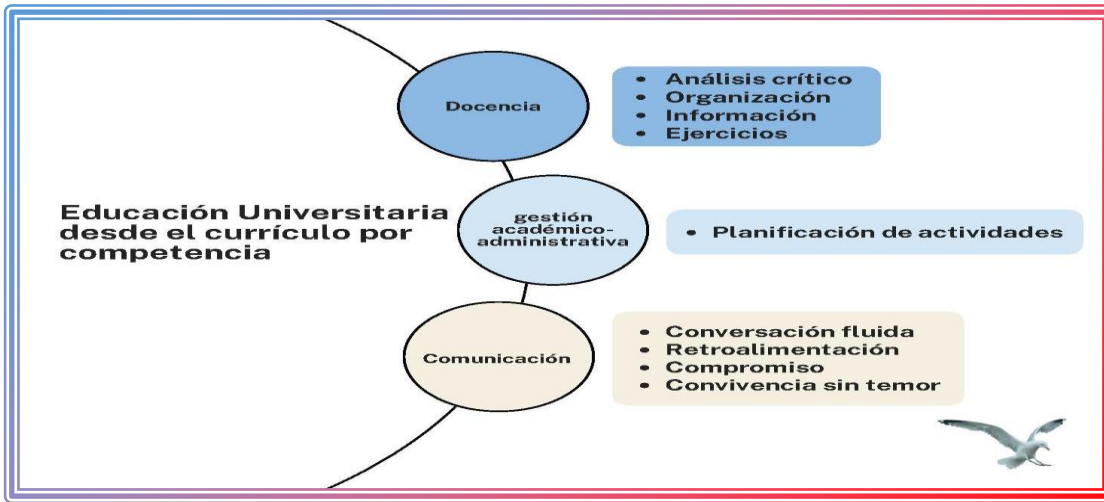 Educación Universitaria
desde el currículo por
competencia
Docencia
• Análisis crítico
• Organización
• Información
• Ejercicios
gestión
académico-
administrativa
• Planificación de actividades
Comunicación
• Conversación fluida
• Retroalimentación
• Compromiso
• Convivencia sin temor